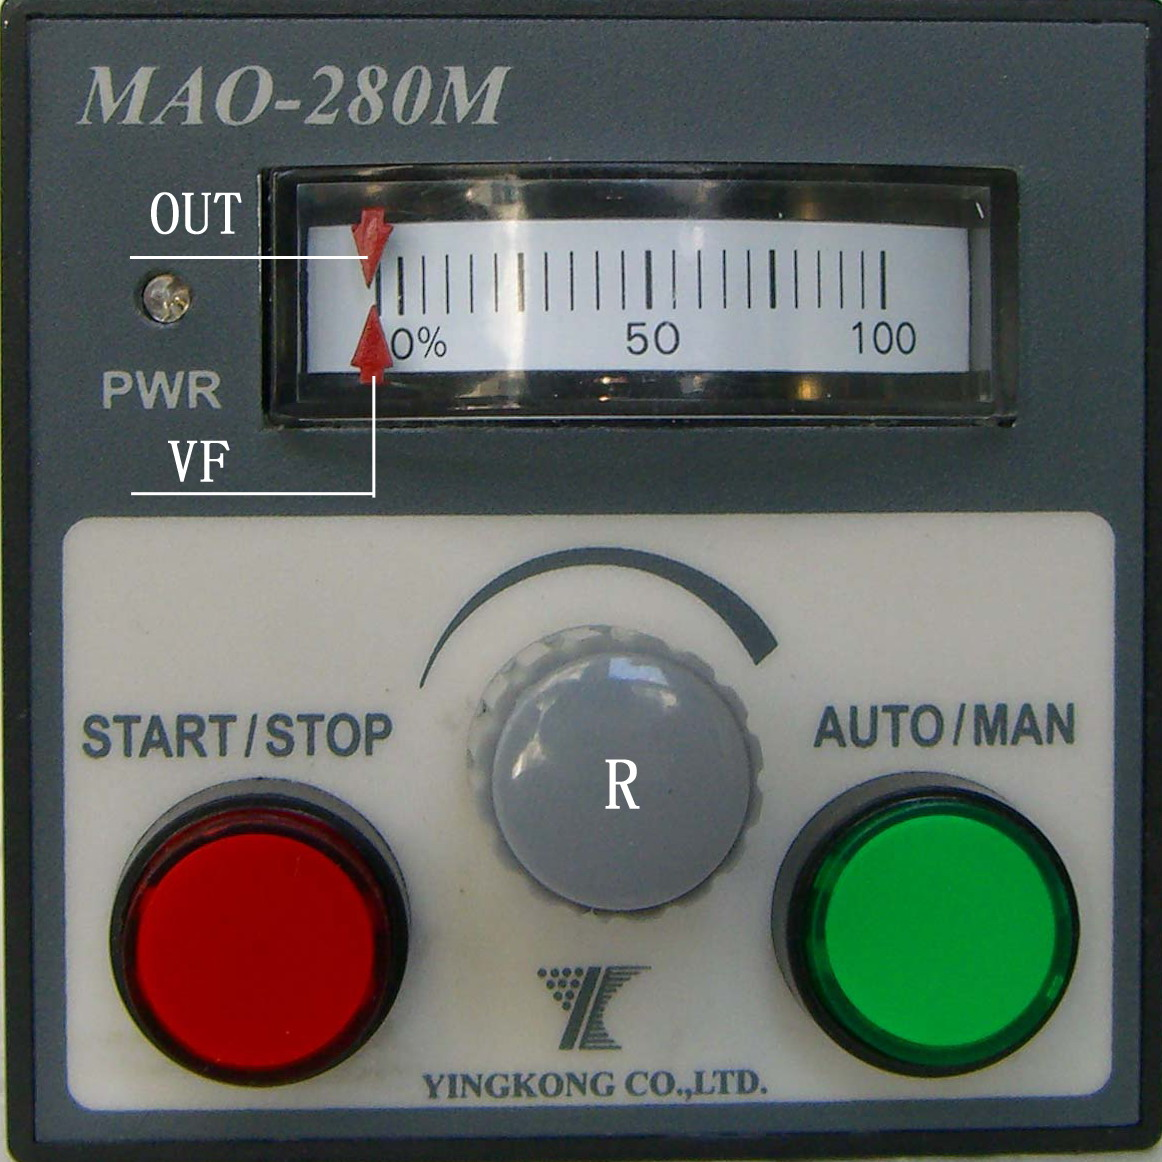 MAO-280M
OUT
0% 50 100
PWR
VF
START/STOP
AUTO/MAN
R
YINGKONG CO.,LTD.